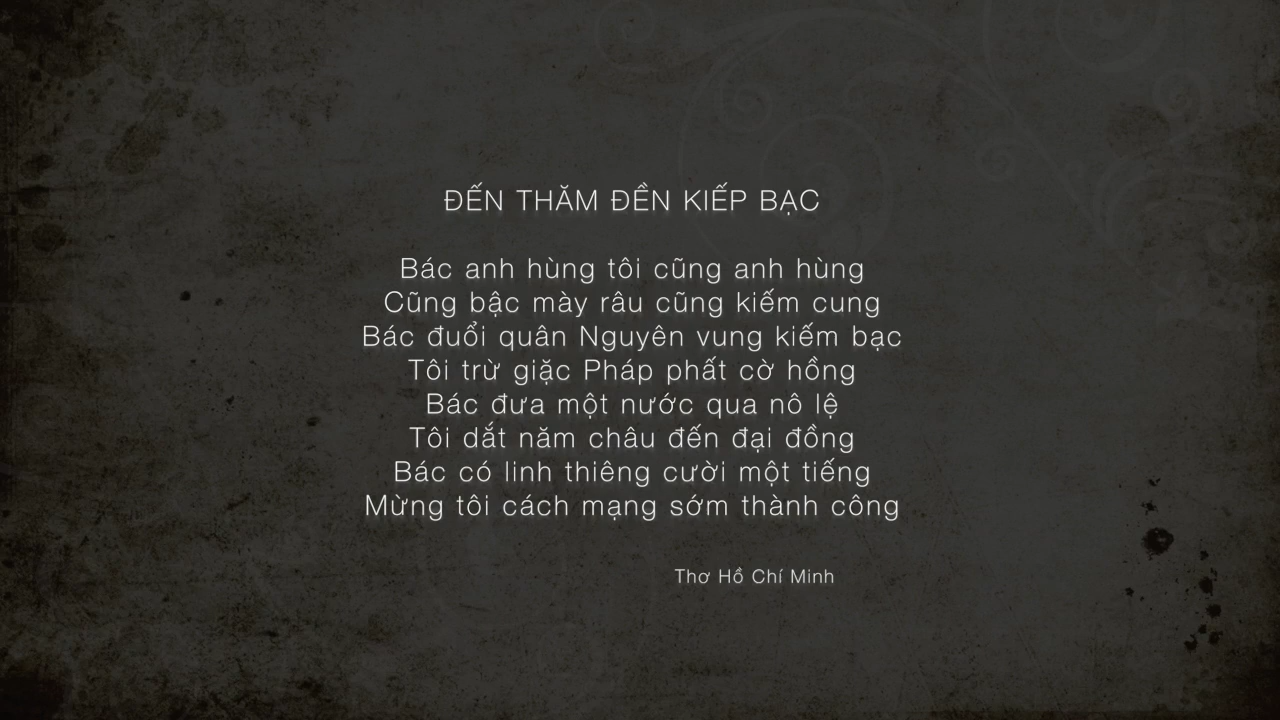 ĐẾN THĂM ĐỀN KIẾP BẠC
Bác anh hùng tôi cũng anh hùng
Cũng bậc mày râu cũng kiếm cung
Bác đuổi quân Nguyên vung kiếm bạc
Tôi trừ giặc Pháp phất cờ hồng
Bác đưa một nước qua nô lệ
Tôi dắt năm châu đến đại đồng
Bác có linh thiêng cười một tiếng
Mừng tôi cách mạng sớm thành công
Thơ Hồ Chí Minh